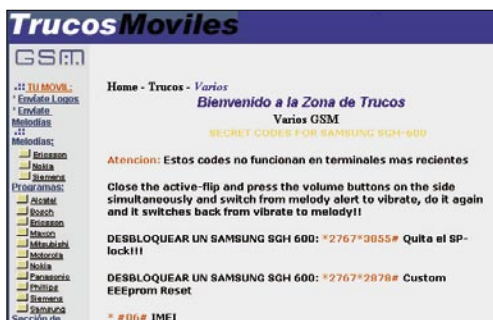 TrucosMoviles
GSM
.:: TU MOVIL:
* Envíate Logos
* Envíate
Melodías
.::
Melodías:
Ericsson
Nokia
Siemens
Programas:
Alcatel
Bosch
Ericsson
Maxon
Mitsubishi
Motorola
Nokia
Panasonic
Phillips
Siemens
Samsung
Sección de
Home - Trucos - Varios
Bienvenido a la Zona de Trucos
Varios GSM
SECRET CODES FOR SAMSUNG SGH-600
Atencion: Estos codes no funcionan en terminales mas recientes
Close the active-flip and press the volume buttons on the side
simultaneously and switch from melody alert to vibrate, do it again
and it switches back from vibrate to melody!!
DESBLOQUEAR UN SAMSUNG SGH 600: *2767*3855# Quita el SP-
lock!!!
DESBLOQUEAR UN SAMSUNG SGH 600: *2767*2878# Custom
EEEprom Reset
* #06# IMEI